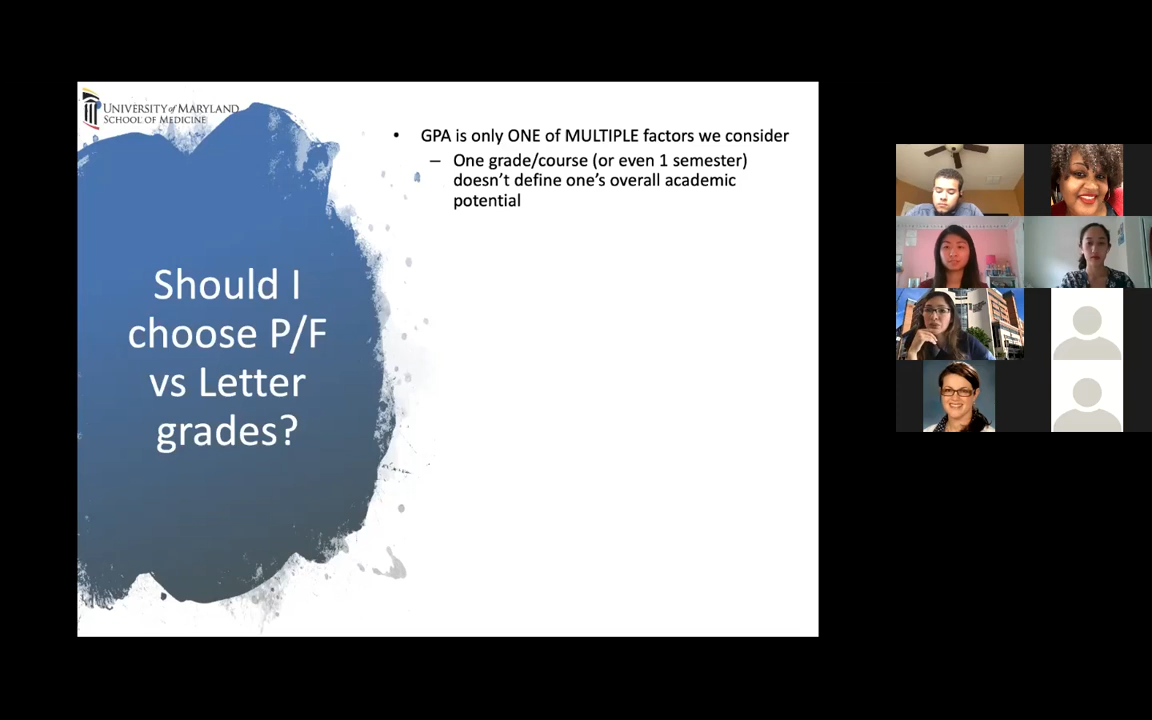 UNIVERSITY of MARYLAND
SCHOOL OF MEDICINE
Should I
choose P/F
vs Letter
grades?
• GPA is only ONE of MULTIPLE factors we consider
– One grade/course (or even 1 semester)
doesn't define one's overall academic
potential